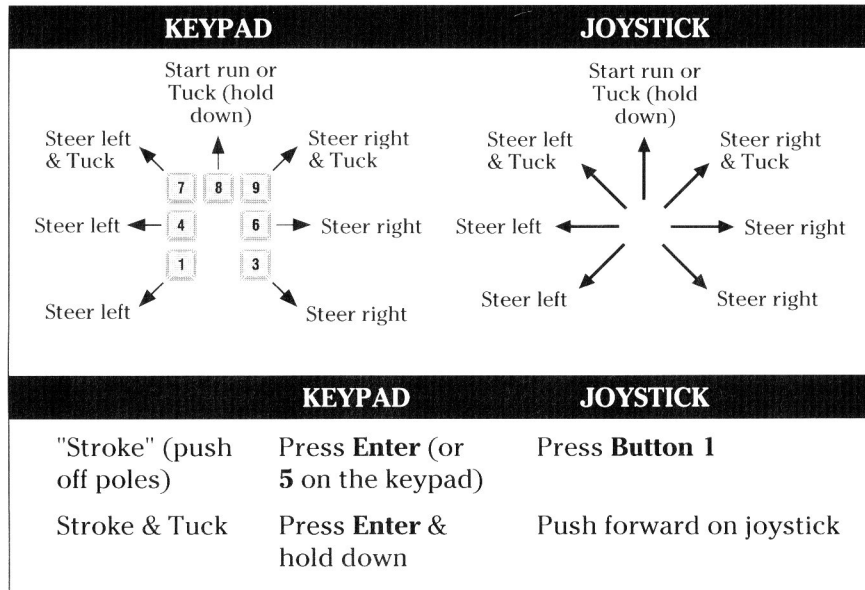 KEYPAD JOYSTICK
Start run or
Tuck (hold
down)
Steer left
& Tuck
Steer right
& Tuck
7 8 9
Steer left
4 6
Steer right
1 3
Steer left
Steer right
Start run or
Tuck (hold
down)
Steer left
& Tuck
Steer right
& Tuck
Steer left
Steer right
Steer left
Steer right
KEYPAD JOYSTICK
"Stroke" (push Press Enter (or Press Button 1
off poles) 5 on the keypad)
Stroke & Tuck Press Enter & Push forward on joystick
hold down